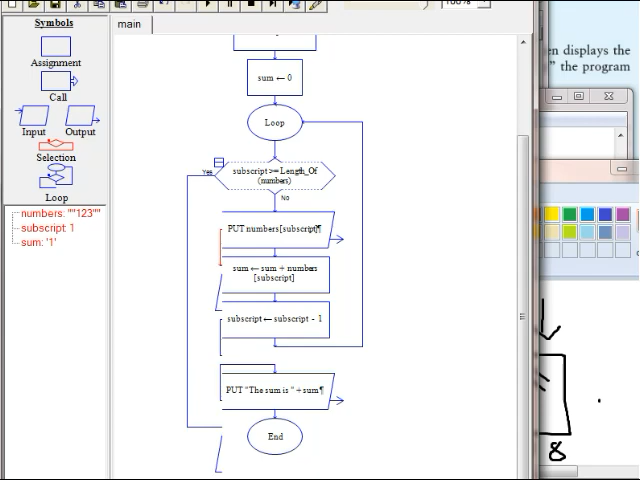 100%
Symbols
main
Assignment
Call
Input
Output
Selection
Loop
numbers: ""123""
subscript: 1
sum: '1'
sum ← 0
Loop
Yes
subscript >= Length_Of
(numbers)
No
PUT numbers[subscript]¶
sum ← sum + numbers
[subscript]
subscript ← subscript - 1
PUT "The sum is " + sum¶
End
en displays the
" the program
8